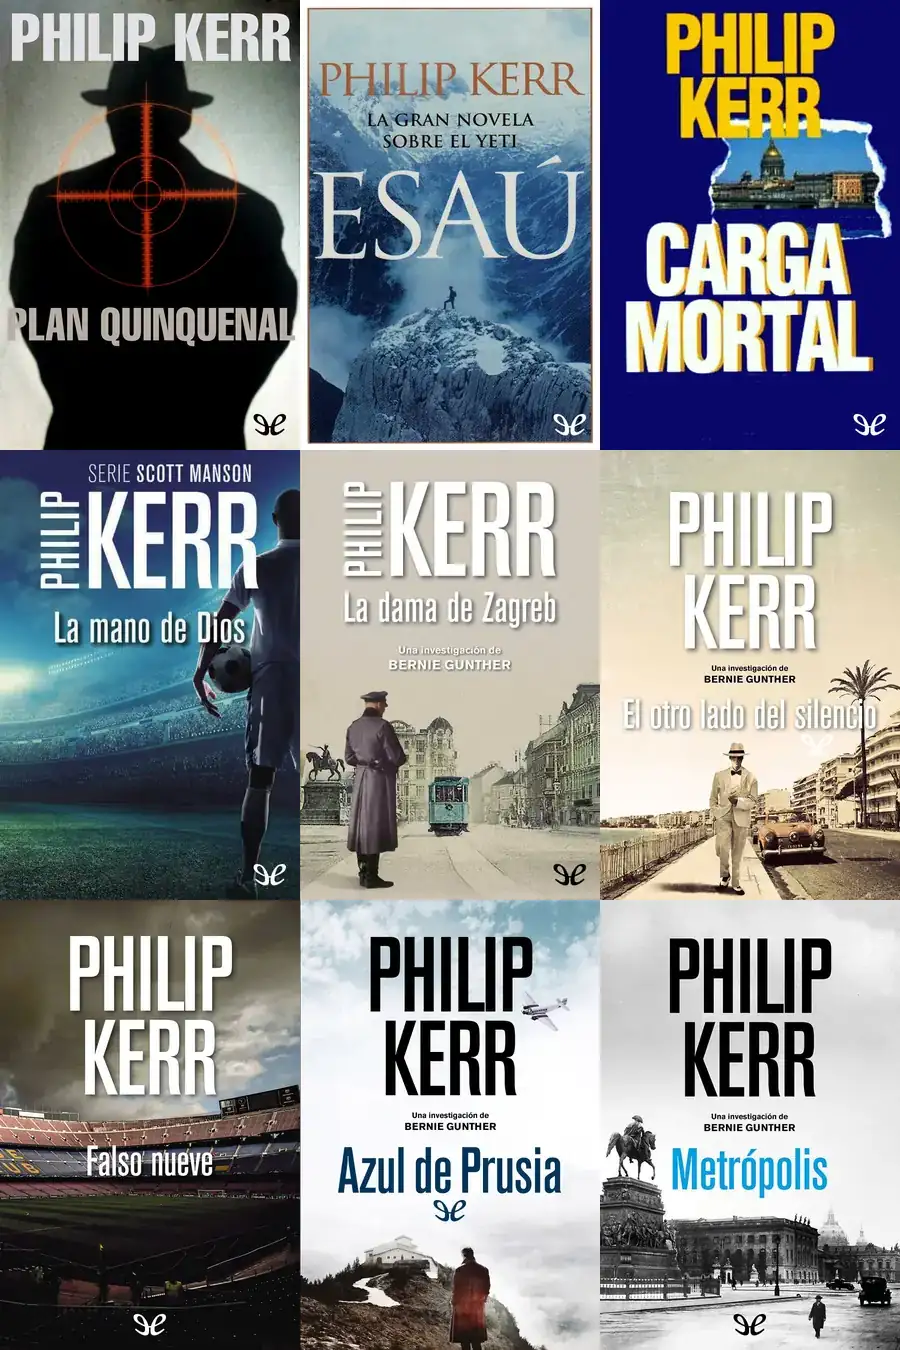 PHILIP KERR
PLAN QUINQUENAL
PHILIP KERR
LA GRAN NOVELA
SOBRE EL YETI
ESAÚ
PHILIP
KERR
CARGA
MORTAL
SERIE SCOTT MANSON
PHILIP
KERR
La mano de Dios
PHILIP
KERR
La dama de Zagreb
Una investigación de
BERNIE GUNTHER
PHILIP
KERR
Una investigación de
BERNIE GUNTHER
El otro lado del silencio
PHILIP
KERR
Falso nueve
PHILIP
KERR
Una investigación de
BERNIE GUNTHER
Azul de Prusia
PHILIP
KERR
Una investigación de
BERNIE GUNTHER
Metrópolis